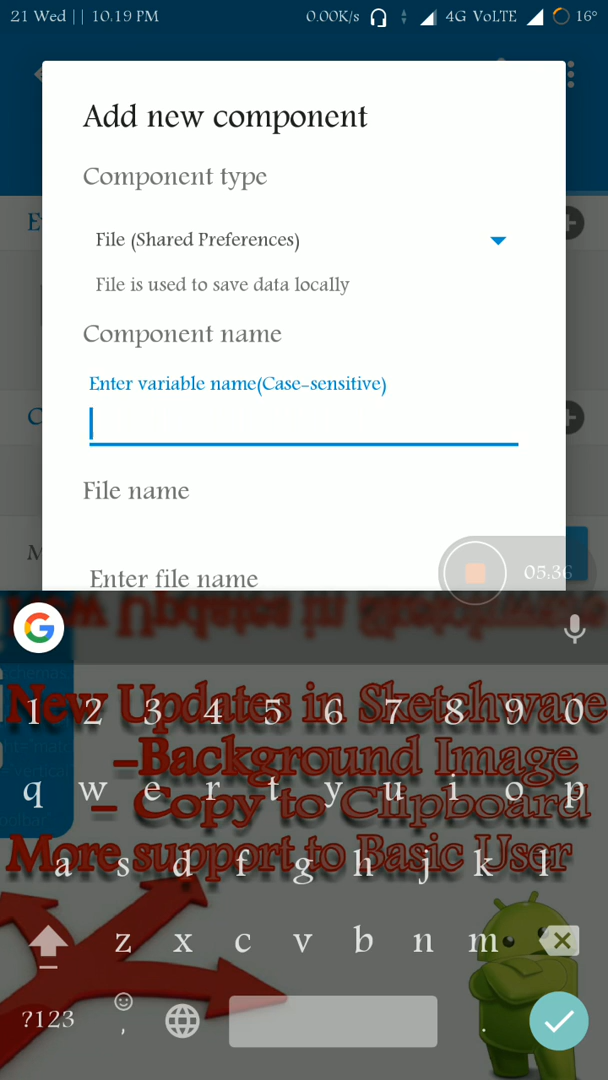 21 Wed || 10.19 PM 0.00K/s 4G VoLTE 16°
Add new component
Component type
File (Shared Preferences)
File is used to save data locally
Component name
Enter variable name(Case-sensitive)
File name
Enter file name
05:36
New Updates in Sketchware
1 2 3 4 5 6 7 8 9 0
-Background Image
q w e r t y u i o p
- Copy to Clipboard
More support to Basic User
a s d f g h j k l
z x c v b n m
?123 , .